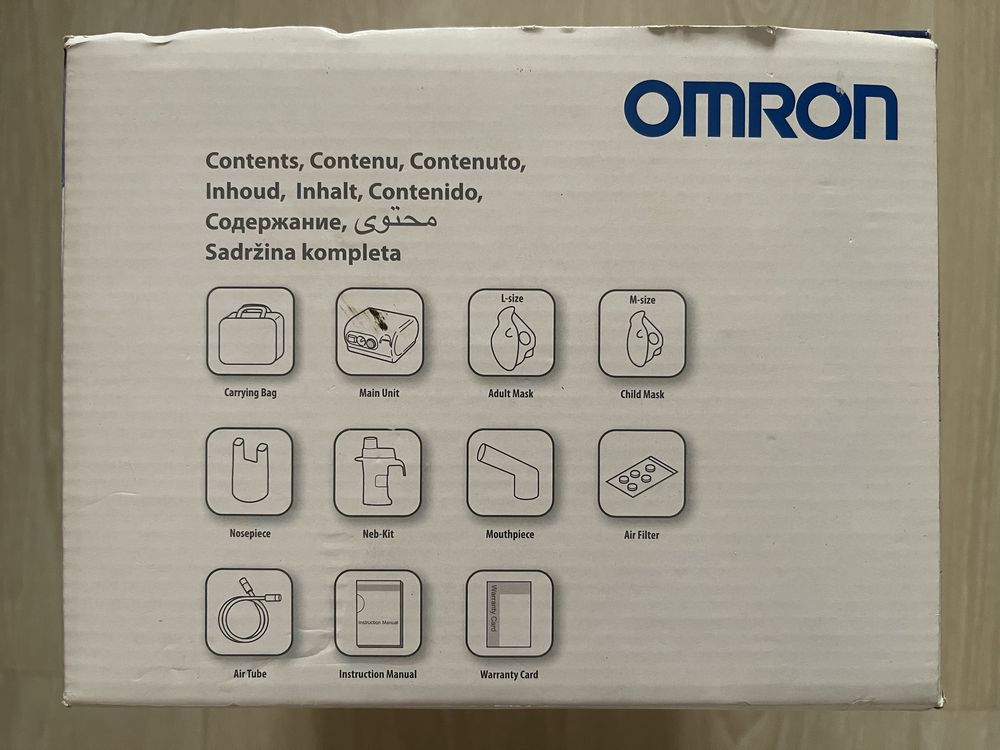 OMRON
Contents, Contenu, Contenuto,
Inhoud, Inhalt, Contenido,
Содержание, محتوى
Sadržina kompleta
L-size
M-size
Carrying Bag
Main Unit
Adult Mask
Child Mask
Nosepiece
Neb-Kit
Mouthpiece
Air Filter
Instruction Manual
Warranty Card
Air Tube
Instruction Manual
Warranty Card